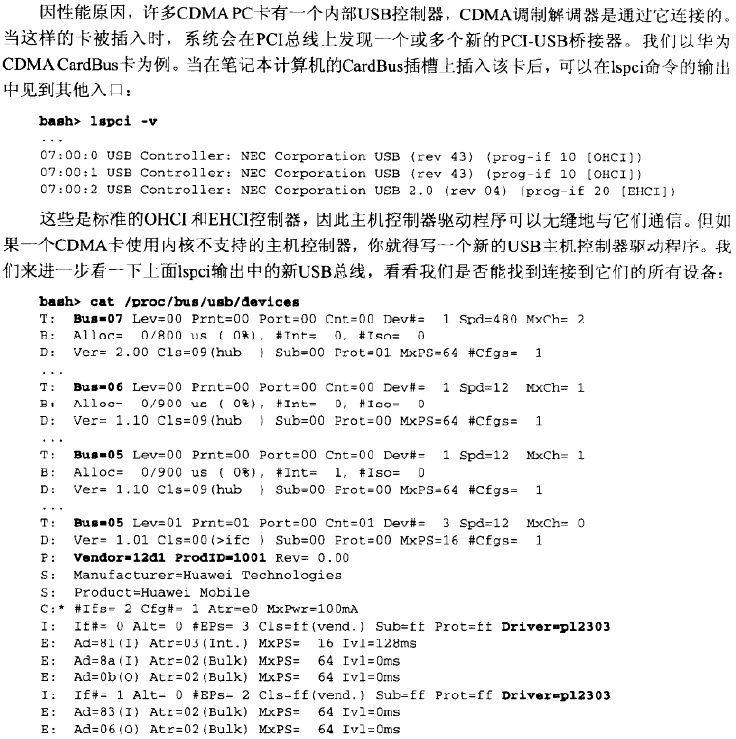 因性能原因，许多CDMA PC卡有一个内部USB控制器，CDMA调制解调器是通过它连接的。
当这样的卡被插入时，系统会在PCI总线上发现一个或多个新的PCI-USB桥接器。我们以华为
CDMA CardBus卡为例。当在笔记本计算机的CardBus插槽上插入该卡后，可以在lspci命令的输出
中见到其他入口：
bash> lspci -v
...
07:00:0 USB Controller: NEC Corporation USB (rev 43) (prog-if 10 [OHCI])
07:00:1 USB Controller: NEC Corporation USB (rev 43) (prog-if 10 [OHCI])
07:00:2 USB Controller: NEC Corporation USB 2.0 (rev 04) (prog-if 20 [EHCI])
这些是标准的OHCI和EHCI控制器，因此主机控制器驱动程序可以无缝地与它们通信。但如
果一个CDMA卡使用内核不支持的主机控制器，你就得写一个新的USB主机控制器驱动程序。我
们来进一步看一下上面lspci输出中的新USB总线，看看我们是否能找到连接到它们的所有设备：
bash> cat /proc/bus/usb/devices
T: Bus=07 Lev=00 Prnt=00 Port=00 Cnt=00 Dev#= 1 Spd=480 MxCh= 2
B: Alloc= 0/800 us ( 0%), #Int= 0, #Iso= 0
D: Ver= 2.00 Cls=09(hub ) Sub=00 Prot=01 MxPS=64 #Cfgs= 1
...
T: Bus=06 Lev=00 Prnt=00 Port=00 Cnt=00 Dev#= 1 Spd=12 MxCh= 1
B: Alloc= 0/900 us ( 0%), #Int= 0, #Iso= 0
D: Ver= 1.10 Cls=09(hub ) Sub=00 Prot=00 MxPS=64 #Cfgs= 1
...
T: Bus=05 Lev=00 Prnt=00 Port=00 Cnt=00 Dev#= 1 Spd=12 MxCh= 1
B: Alloc= 0/900 us ( 0%), #Int= 1, #Iso= 0
D: Ver= 1.10 Cls=09(hub ) Sub=00 Prot=00 MxPS=64 #Cfgs= 1
...
T: Bus=05 Lev=01 Prnt=01 Port=00 Cnt=01 Dev#= 3 Spd=12 MxCh= 0
D: Ver= 1.01 Cls=00(>ifc ) Sub=00 Prot=00 MxPS=16 #Cfgs= 1
P: Vendor=12d1 ProdID=1001 Rev= 0.00
S: Manufacturer=Huawei Technologies
S: Product=Huawei Mobile
C:* #Ifs= 2 Cfg#= 1 Atr=e0 MxPwr=100mA
I: If#= 0 Alt= 0 #EPs= 3 Cls=ff(vend.) Sub=ff Prot=ff Driver=pl2303
E: Ad=81(I) Atr=03(Int.) MxPS= 16 Ivl=128ms
E: Ad=8a(I) Atr=02(Bulk) MxPS= 64 Ivl=0ms
E: Ad=0b(O) Atr=02(Bulk) MxPS= 64 Ivl=0ms
I: If#= 1 Alt= 0 #EPs= 2 Cls=ff(vend.) Sub=ff Prot=ff Driver=pl2303
E: Ad=83(I) Atr=02(Bulk) MxPS= 64 Ivl=0ms
E: Ad=06(O) Atr=02(Bulk) MxPS= 64 Ivl=0ms